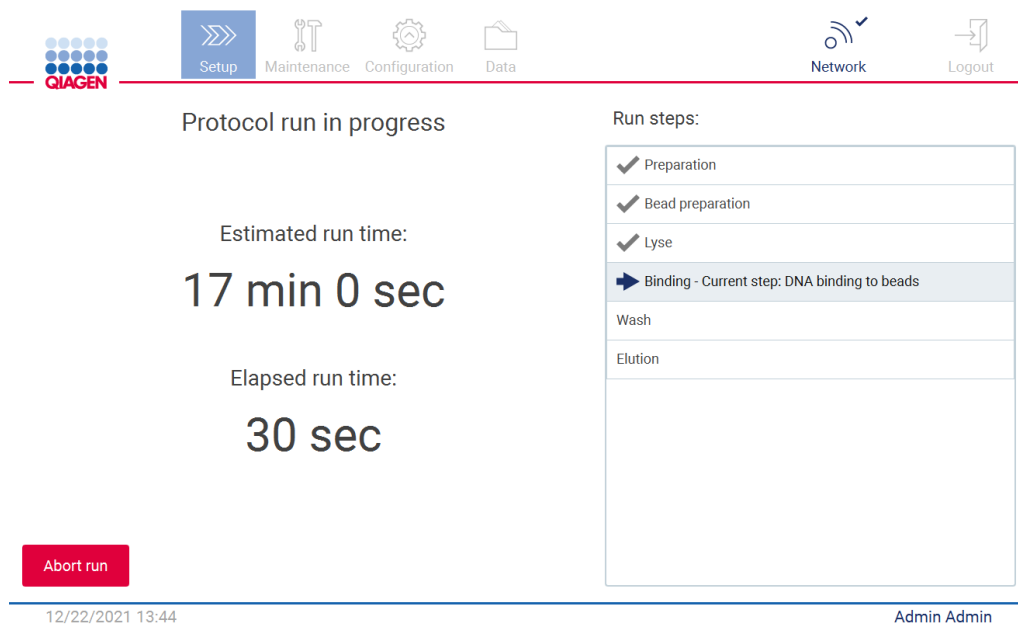 QIAGEN
Setup
Maintenance
Configuration
Data
Network
Logout
Protocol run in progress
Estimated run time:
17 min 0 sec
Elapsed run time:
30 sec
Abort run
Run steps:
Preparation
Bead preparation
Lyse
Binding - Current step: DNA binding to beads
Wash
Elution
12/22/2021 13:44
Admin Admin